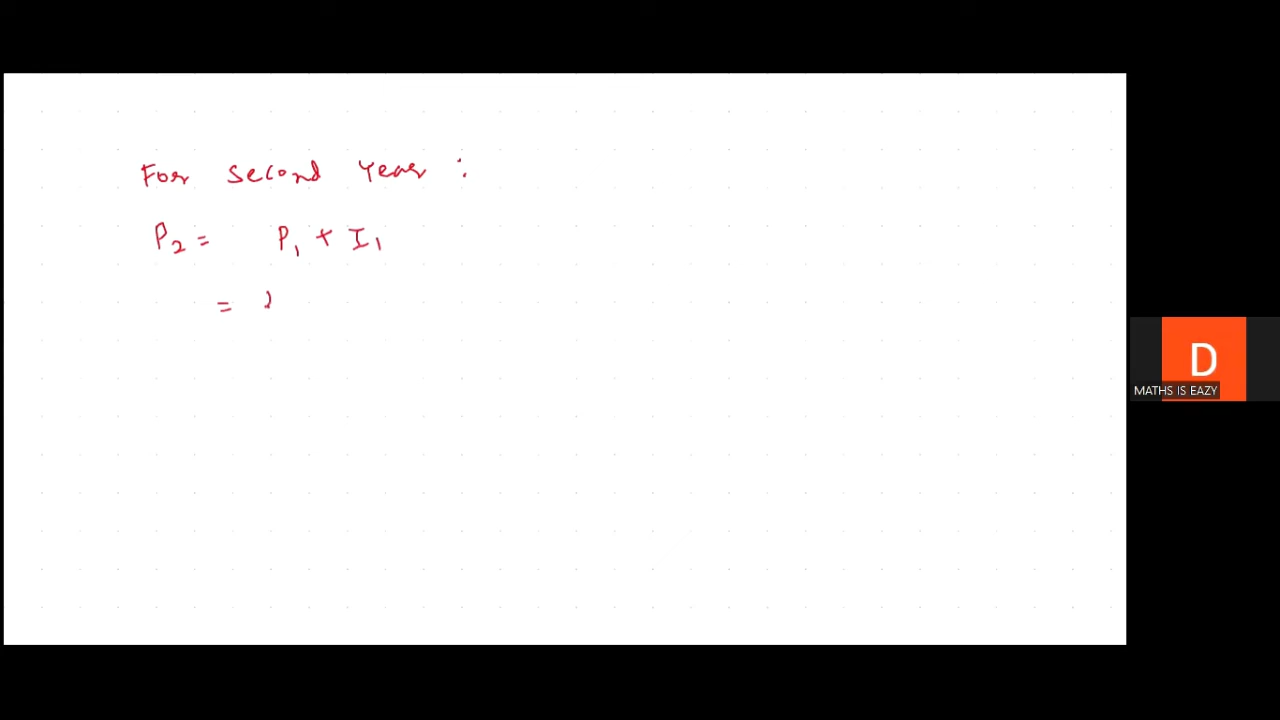 For second Year :
P₂ = P₁ + I₁
=
D
MATHS IS EAZY